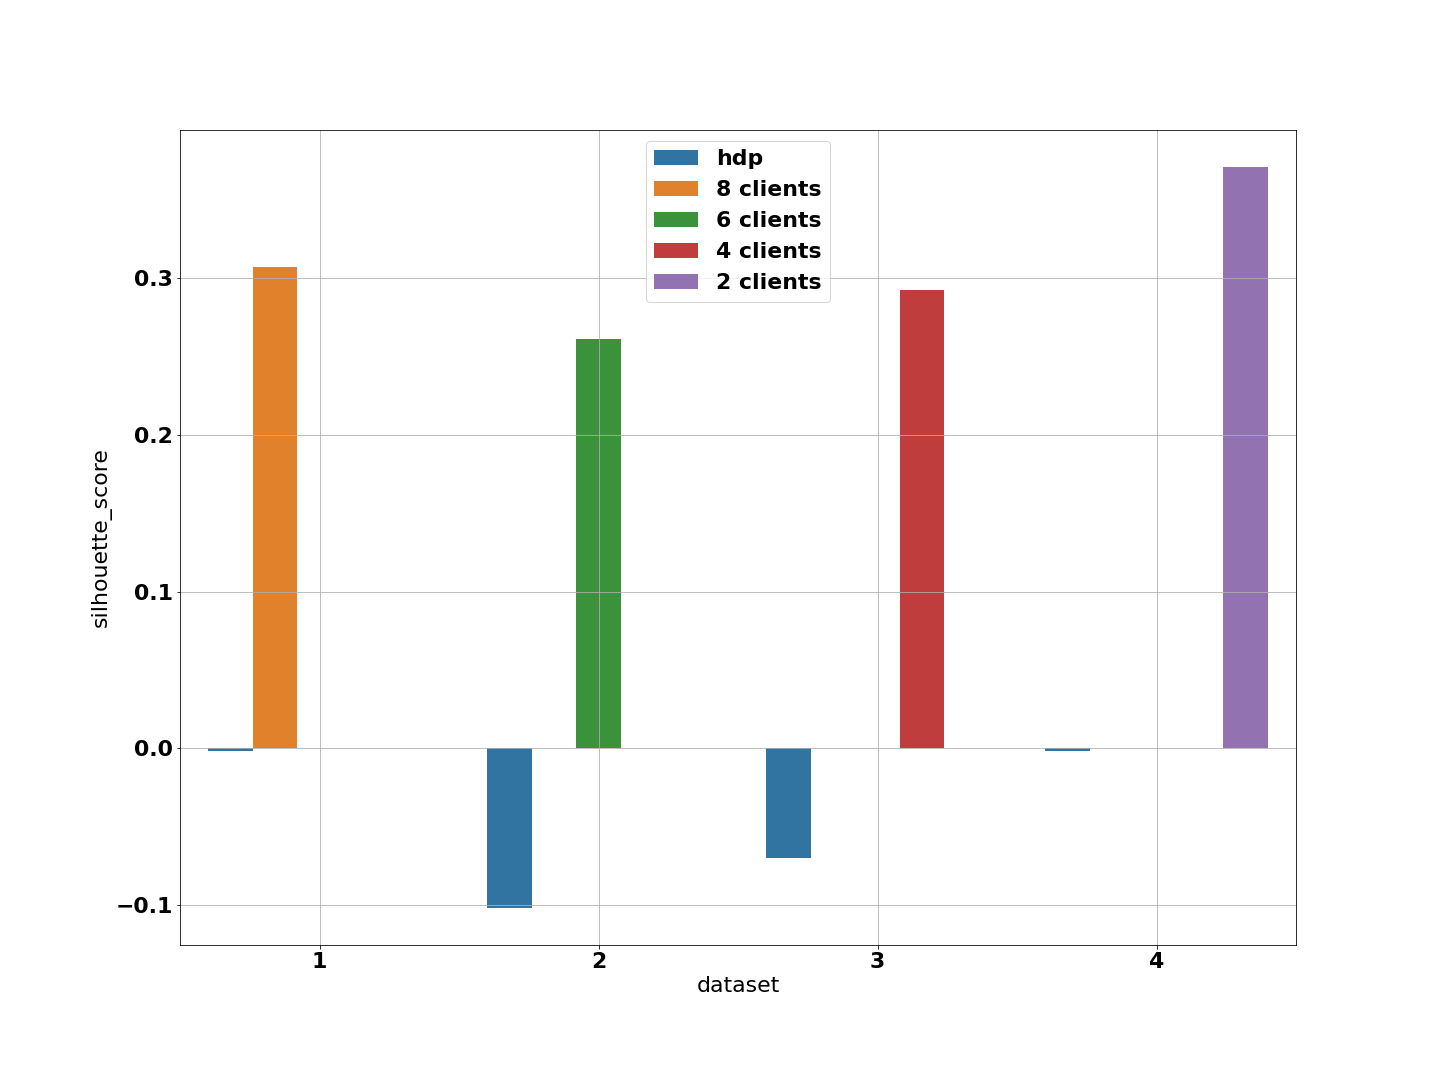 hdp
8 clients
6 clients
4 clients
2 clients
0.3
0.2
0.1
0.0
−0.1
silhouette_score
1 2 3 4
dataset